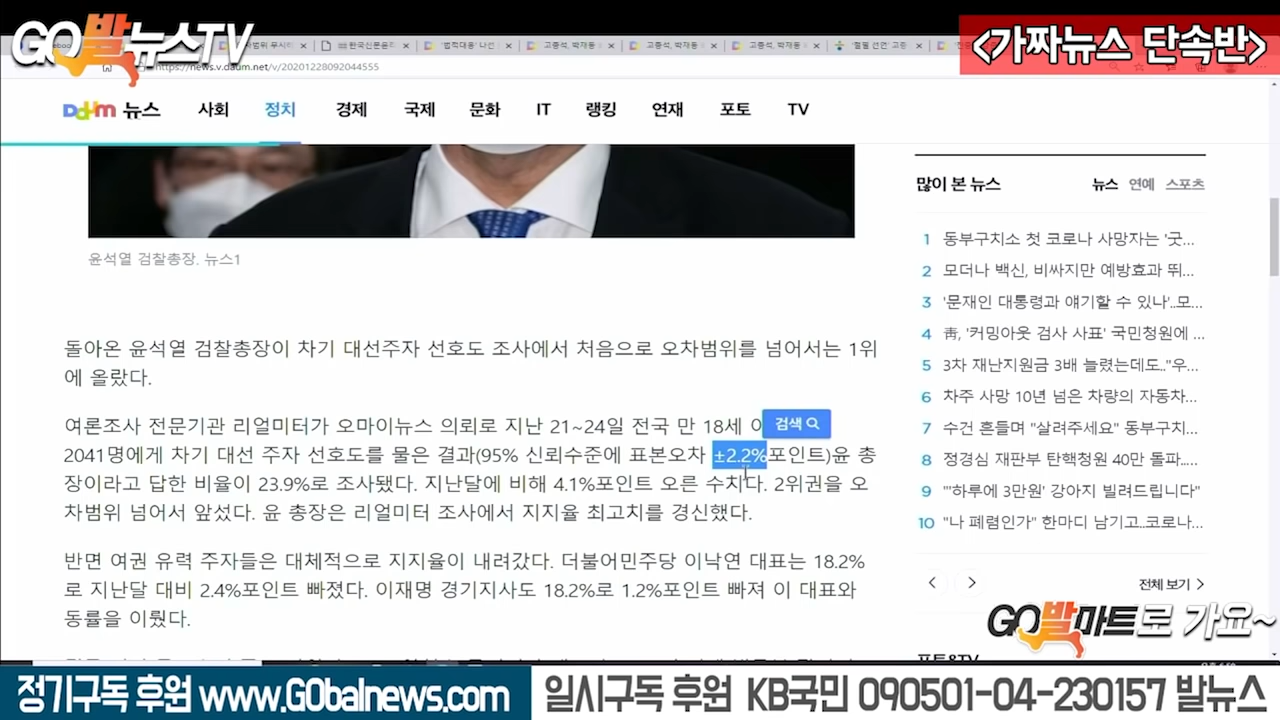 GO발뉴스TV
<가짜뉴스 단속반>
https://news.v.daum.net/v/20201228092044555
Daum 뉴스 사회 정치 경제 국제 문화 IT 랭킹 연재 포토 TV
윤석열 검찰총장. 뉴스1
돌아온 윤석열 검찰총장이 차기 대선주자 선호도 조사에서 처음으로 오차범위를 넘어서는 1위
에 올랐다.
여론조사 전문기관 리얼미터가 오마이뉴스 의뢰로 지난 21~24일 전국 만 18세 이
검색
2041명에게 차기 대선 주자 선호도를 물은 결과(95% 신뢰수준에 표본오차 ±2.2%포인트)윤 총
장이라고 답한 비율이 23.9%로 조사됐다. 지난달에 비해 4.1%포인트 오른 수치다. 2위권을 오
차범위 넘어서 앞섰다. 윤 총장은 리얼미터 조사에서 지지율 최고치를 경신했다.
반면 여권 유력 주자들은 대체적으로 지지율이 내려갔다. 더불어민주당 이낙연 대표는 18.2%
로 지난달 대비 2.4%포인트 빠졌다. 이재명 경기지사도 18.2%로 1.2%포인트 빠져 이 대표와
동률을 이뤘다.
많이 본 뉴스 뉴스 연예 스포츠
1 동부구치소 첫 코로나 사망자는 '굿...
2 모더나 백신, 비싸지만 예방효과 뛰...
3 '문재인 대통령과 얘기할 수 있나'..모...
4 靑, '커밍아웃 검사 사표' 국민청원에 ...
5 3차 재난지원금 3배 늘렸는데도.."우...
6 차주 사망 10년 넘은 차량의 자동차...
7 수건 흔들며 "살려주세요" 동부구치...
8 정경심 재판부 탄핵청원 40만 돌파....
9 "'하루에 3만원' 강아지 빌려드립니다"
10 "나 폐렴인가" 한마디 남기고..코로나...
전체 보기
GO발마트로 가요~
포토&TV
정기구독 후원 www.GObalnews.com
일시구독 후원 KB국민 090501-04-230157 발뉴스